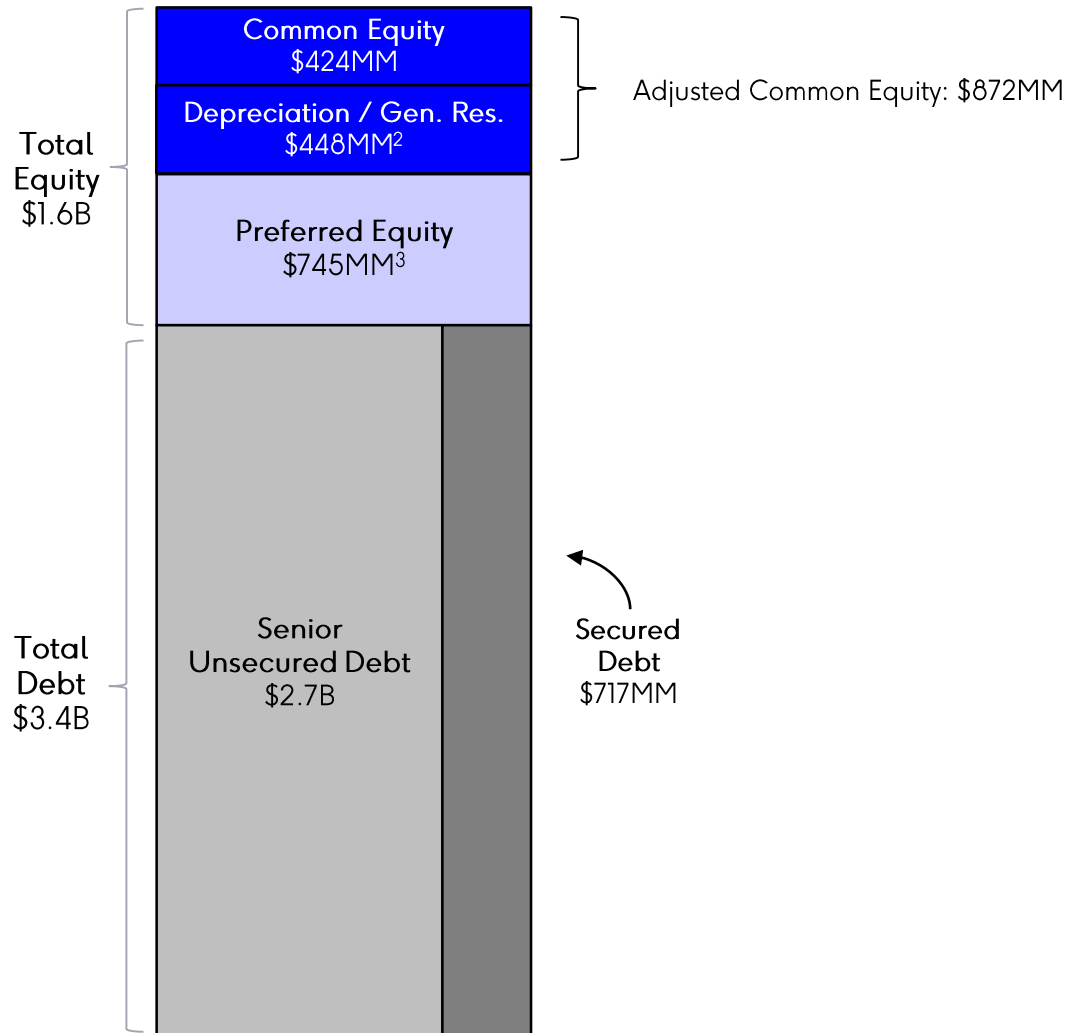 Common Equity
$424MM
Adjusted Common Equity: $872MM
Depreciation / Gen. Res.
$448MM²
Total
Equity
$1.6B
Preferred Equity
$745MM³
Senior
Unsecured Debt
$2.7B
Secured
Debt
$717MM
Total
Debt
$3.4B